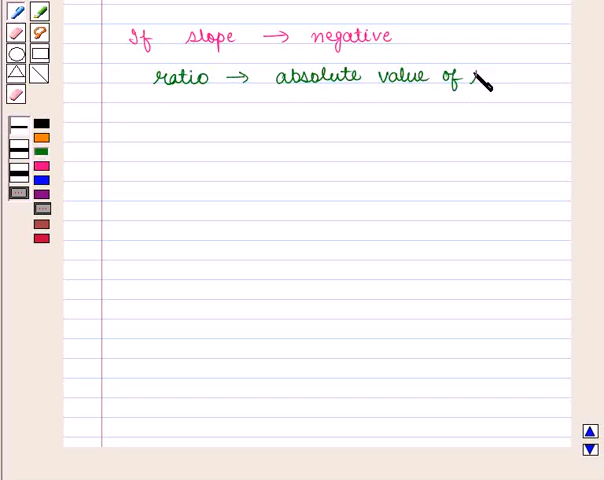 If slope → negative
ratio → absolute value of